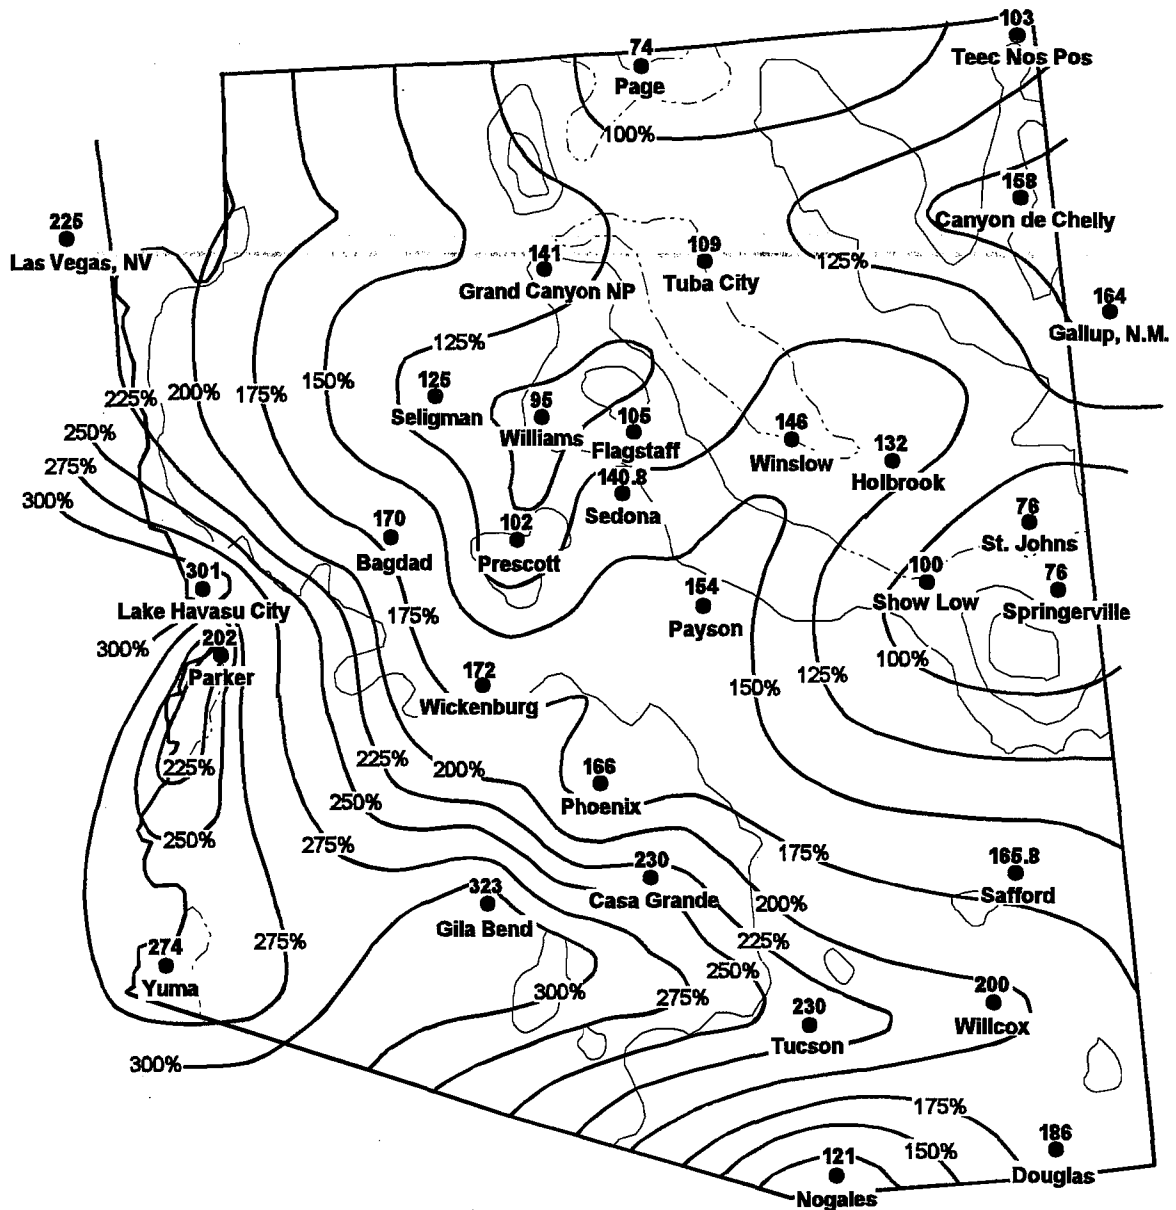 103
Teec Nos Pos
74
Page
100%
158
Canyon de Chelly
225
Las Vegas, NV
141
Grand Canyon NP
109
Tuba City
125%
164
Gallup, N.M.
125%
225%
200%
175%
150%
125
Seligman
95
Williams
105
Flagstaff
146
Winslow
132
Holbrook
250%
275%
300%
140.8
Sedona
170
Bagdad
102
Prescott
76
St. Johns
301
Lake Havasu City
175%
154
Payson
100
Show Low
76
Springerville
300%
202
Parker
172
Wickenburg
150%
125%
100%
225%
225%
200%
166
Phoenix
250%
250%
275%
175%
165.8
Safford
230
Casa Grande
200%
323
Gila Bend
225%
274
Yuma
275%
250%
300%
275%
200
Willcox
230
Tucson
300%
175%
150%
186
Douglas
121
Nogales